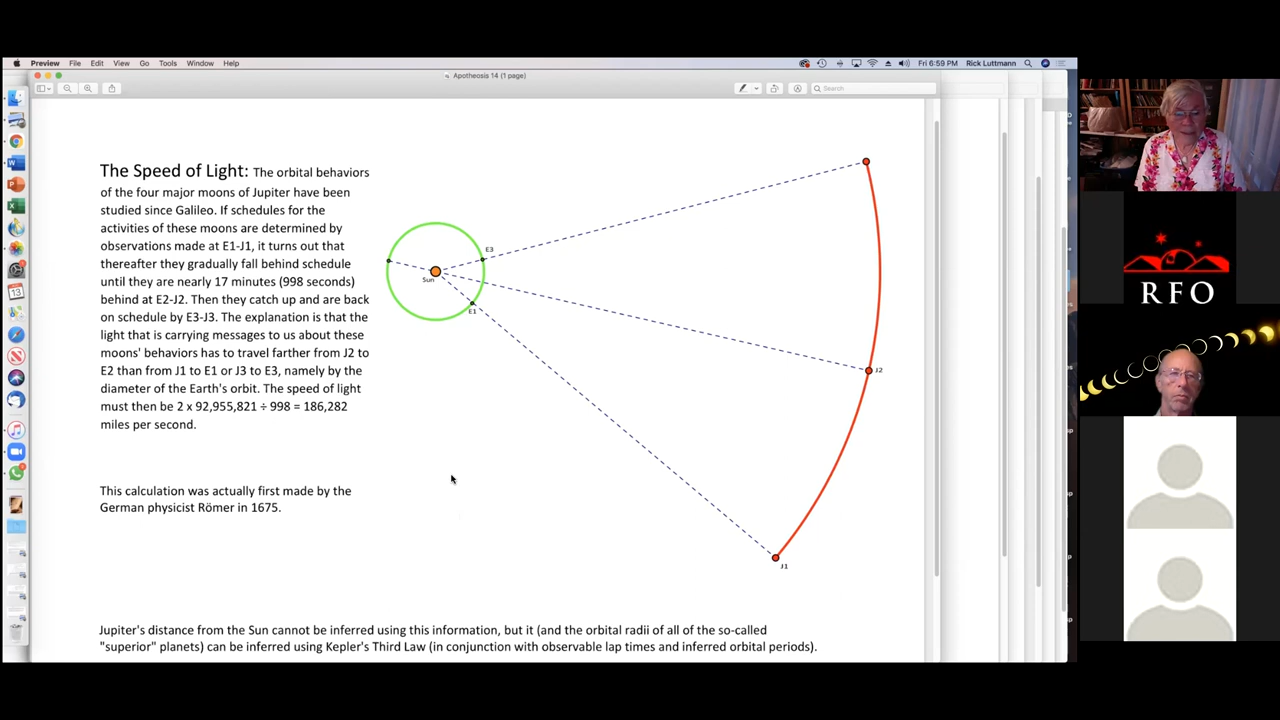 Preview File Edit View Go Tools Window Help
Fri 6:59 PM Rick Luttmann
Apotheosis 14 (1 page)
Search
The Speed of Light: The orbital behaviors
of the four major moons of Jupiter have been
studied since Galileo. If schedules for the
activities of these moons are determined by
observations made at E1-J1, it turns out that
thereafter they gradually fall behind schedule
until they are nearly 17 minutes (998 seconds)
behind at E2-J2. Then they catch up and are back
on schedule by E3-J3. The explanation is that the
light that is carrying messages to us about these
moons' behaviors has to travel farther from J2 to
E2 than from J1 to E1 or J3 to E3, namely by the
diameter of the Earth's orbit. The speed of light
must then be 2 x 92,955,821 ÷ 998 = 186,282
miles per second.
This calculation was actually first made by the
German physicist Römer in 1675.
E3
Sun
E1
J2
J1
Jupiter's distance from the Sun cannot be inferred using this information, but it (and the orbital radii of all of the so-called
"superior" planets) can be inferred using Kepler's Third Law (in conjunction with observable lap times and inferred orbital periods).
RFO